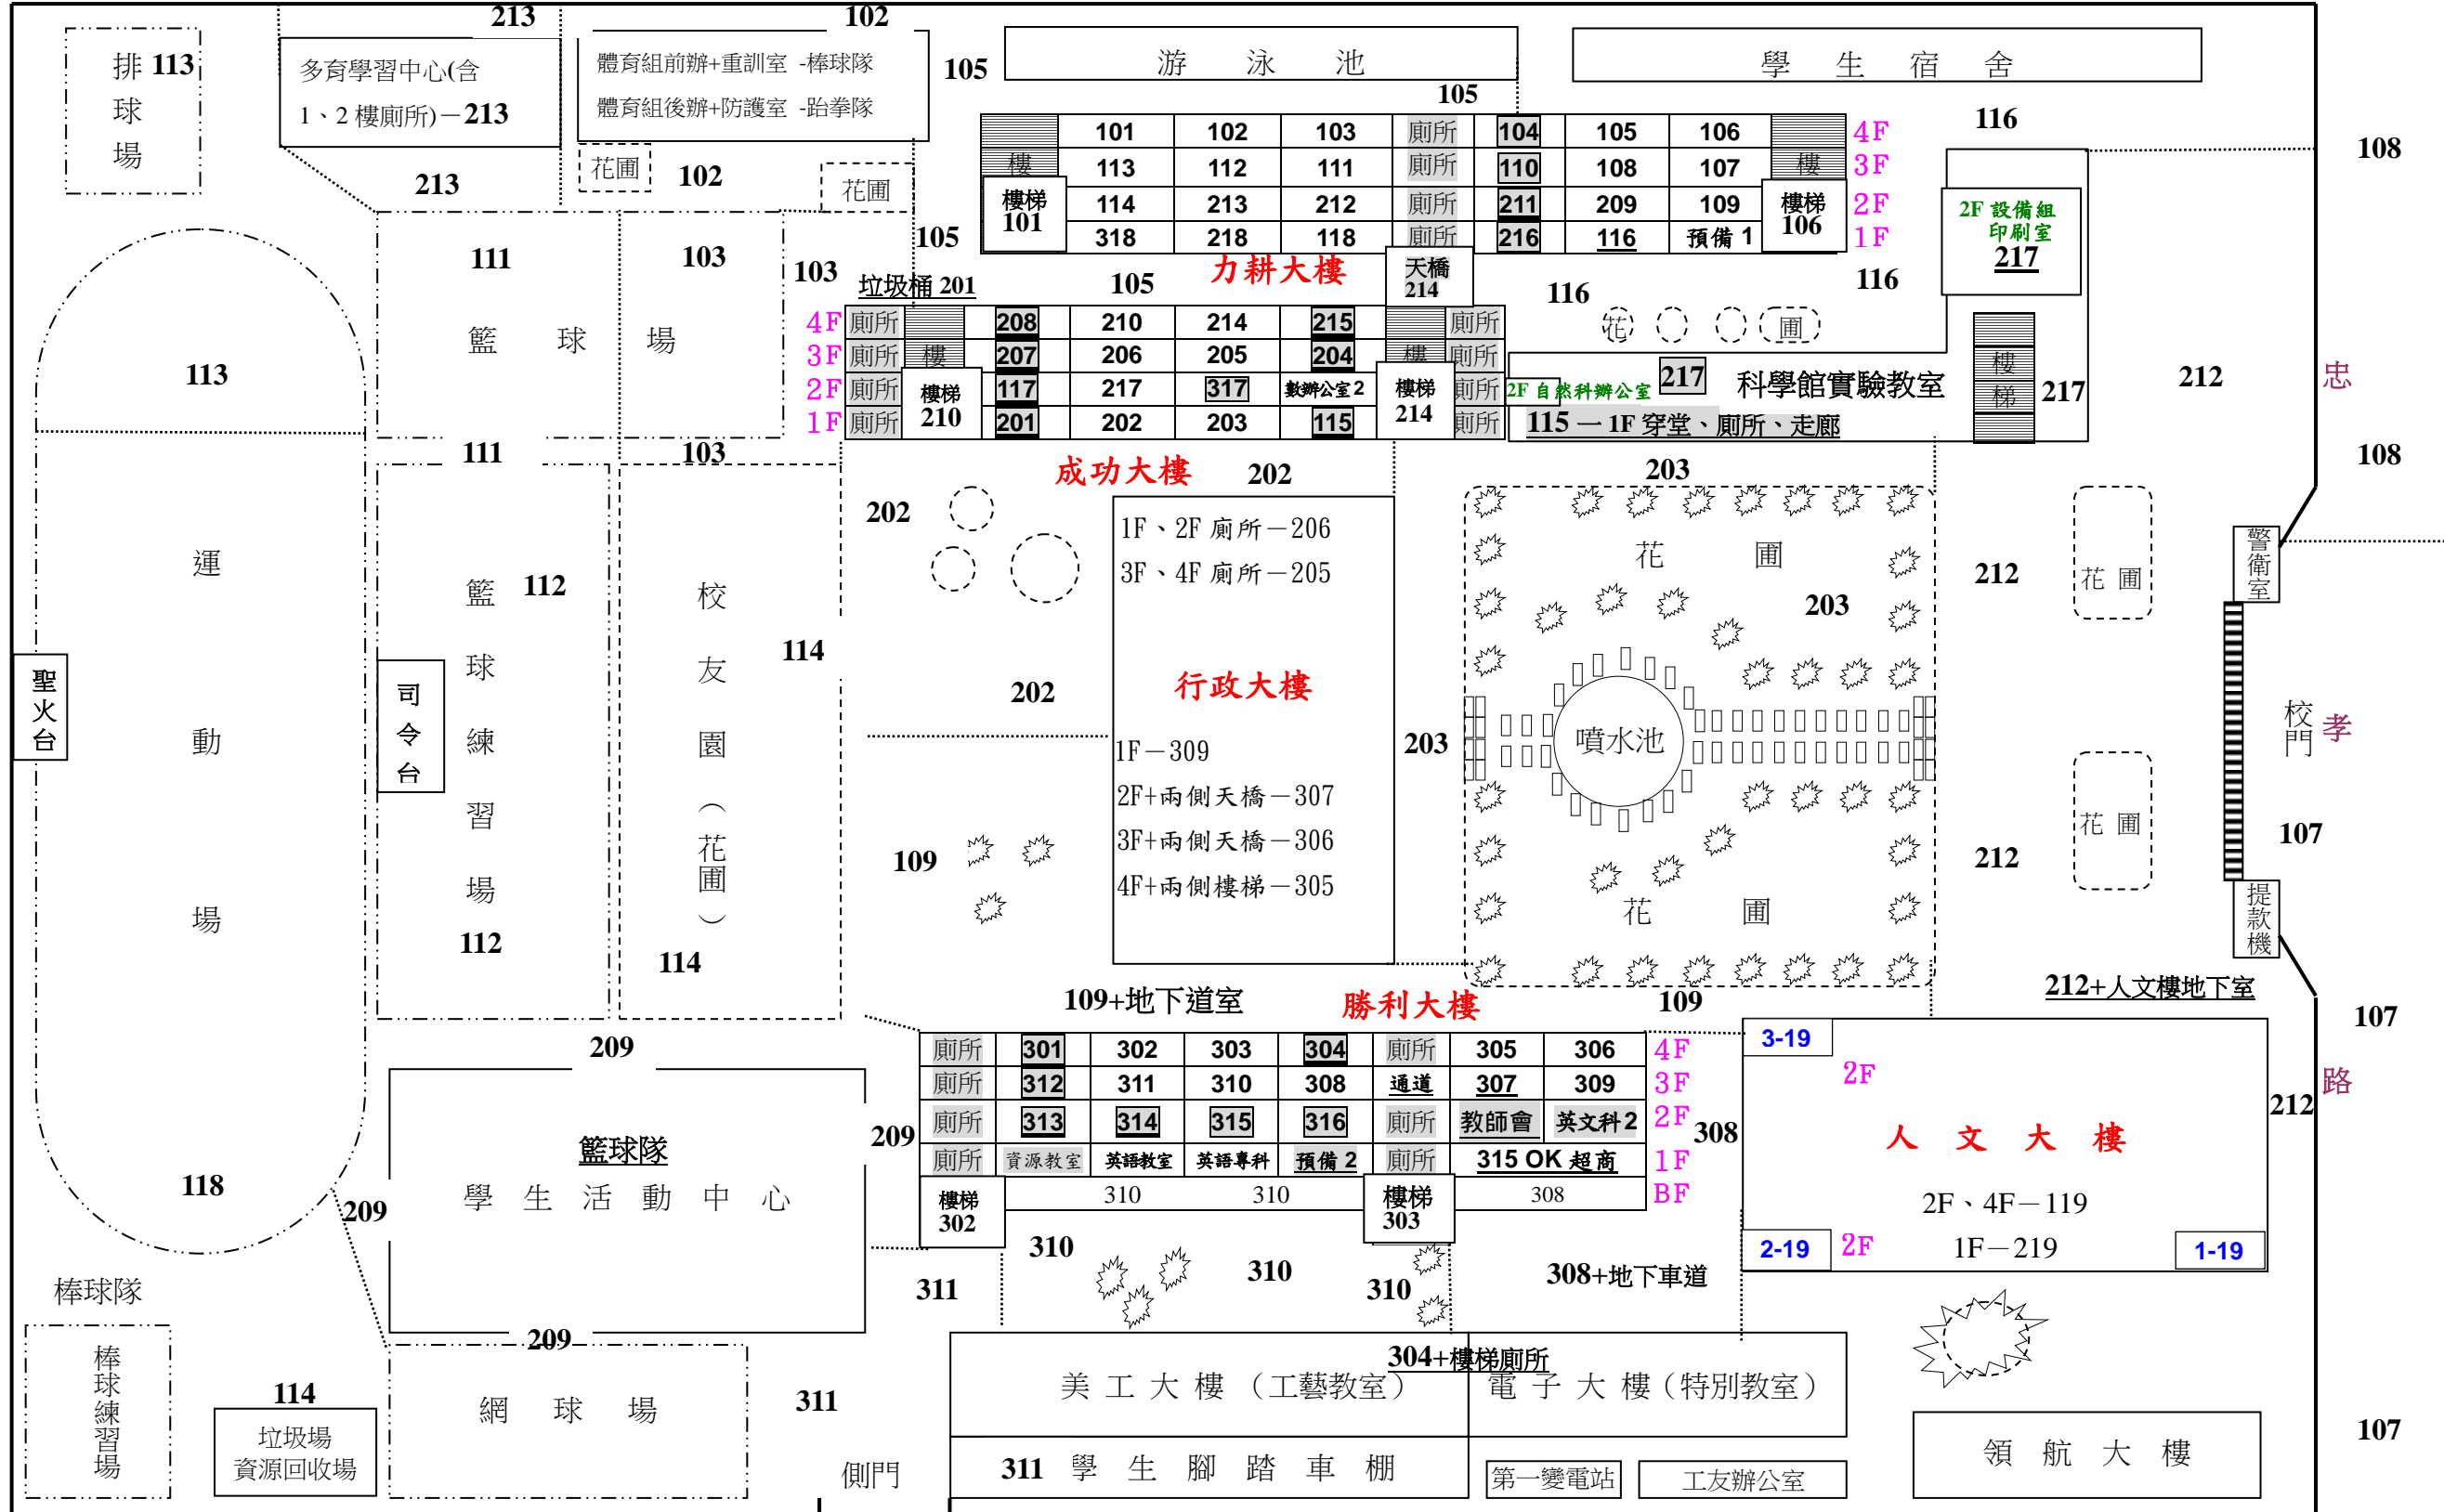 213
102
排球場 113
多育學習中心(含
1、2 樓廁所)－213
體育組前辦+重訓室 -棒球隊
體育組後辦+防護室 -跆拳隊
105
游泳池
學生宿舍
105
116
108
花圃
102
花圃
213
101 102 103 廁所 104 105 106 4F
樓 113 112 111 廁所 110 108 107 樓 3F
樓梯 101 114 213 212 廁所 211 209 109 樓梯 106 2F
318 218 118 廁所 216 116 預備 1 1F
2F 設備組
印刷室
217
105
111
103
103
垃圾桶 201
105
力耕大樓
天橋
214
116
116
花圃
籃球場
4F 廁所 208 210 214 215 廁所
3F 廁所 樓 207 206 205 204 樓 廁所
2F 廁所 樓梯 210 117 217 317 數辦公室 2 樓梯 214 廁所
1F 廁所 201 202 203 115 廁所
2F 自然科辦公室
217
科學館實驗教室
115 一 1F 穿堂、廁所、走廊
樓梯
217
212
忠
113
111
103
成功大樓
202
203
108
202
1F、2F 廁所－206
3F、4F 廁所－205
花圃
203
212
花圃
警衛室
運動場
籃球練習場
112
校友園（花圃）
114
聖火台
司令台
202
行政大樓
1F－309
2F+兩側天橋－307
3F+兩側天橋－306
4F+兩側樓梯－305
203
噴水池
校門
孝
109
212
花圃
107
花圃
提款機
112
114
109+地下道室
勝利大樓
109
212+人文樓地下室
107
209
廁所 301 302 303 304 廁所 305 306 4F
廁所 312 311 310 308 通道 307 309 3F
廁所 313 314 315 316 廁所 教師會 英文科 2 2F
廁所 資源教室 英語教室 英語專科 預備 2 廁所 315 OK 超商 1F
樓梯 302 310 310 樓梯 303 308 BF
209
308
3-19
2F
人文大樓
2F、4F－119
1F－219
2-19 2F
1-19
212
路
籃球隊
學生活動中心
118
209
310
310
310
308+地下車道
311
棒球隊
棒球練習場
209
114
垃圾場
資源回收場
網球場
311
側門
304+樓梯廁所
美工大樓（工藝教室）
電子大樓（特別教室）
311 學生腳踏車棚
第一變電站
工友辦公室
領航大樓
107